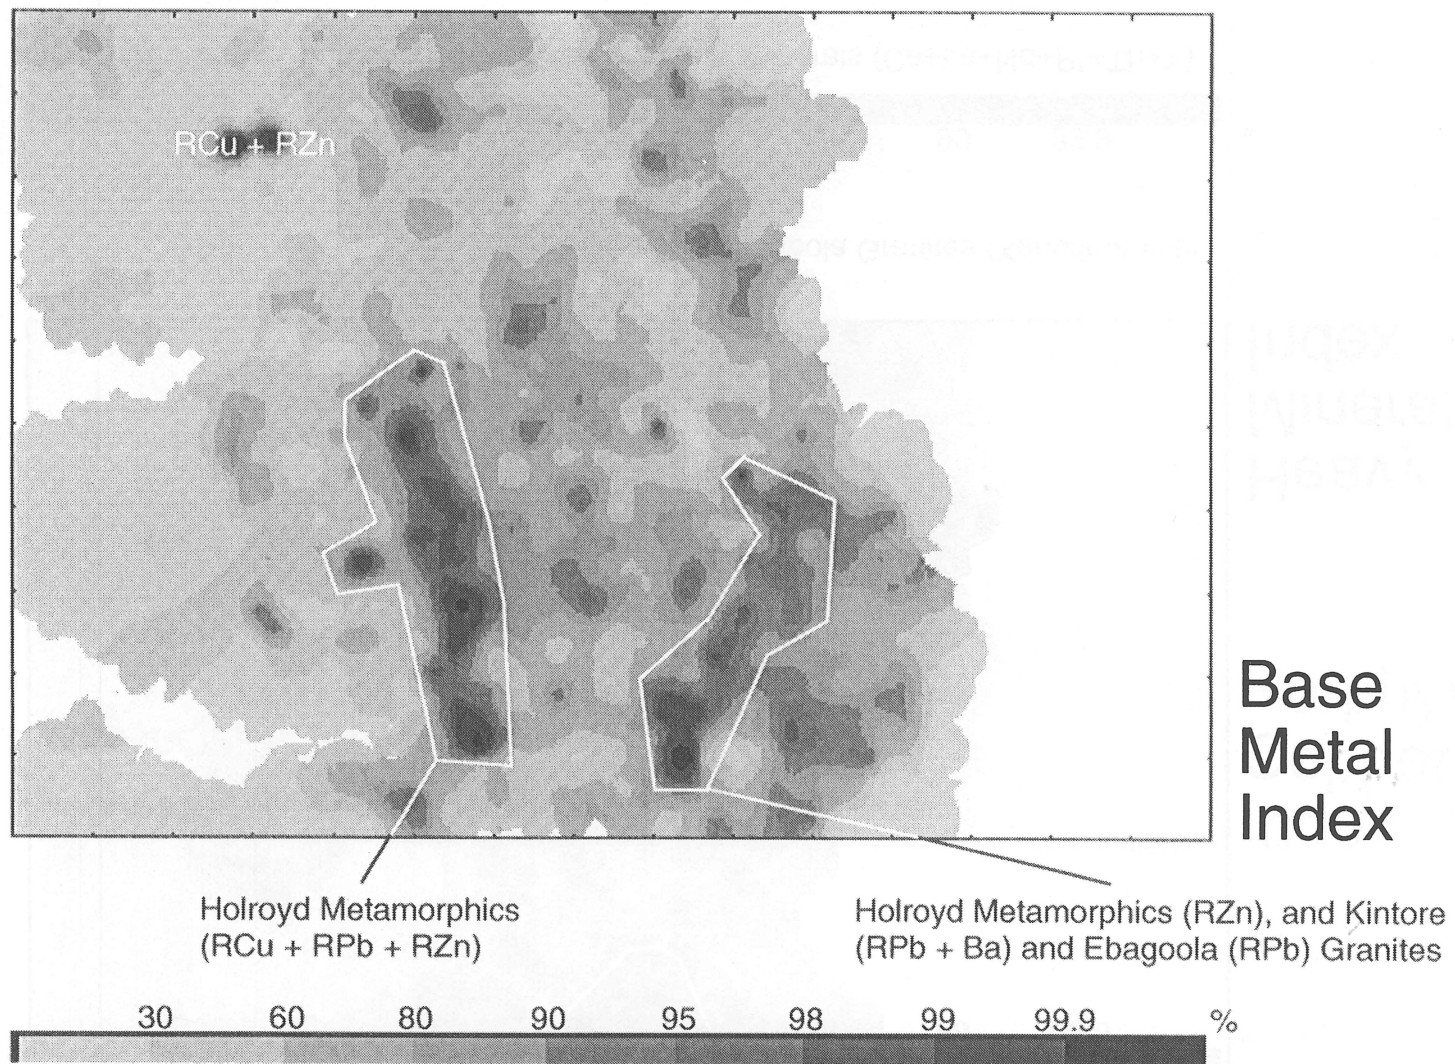 RCu + RZn
Base
Metal
Index
Holroyd Metamorphics
(RCu + RPb + RZn)
Holroyd Metamorphics (RZn), and Kintore
(RPb + Ba) and Ebagoola (RPb) Granites
30 60 80 90 95 98 99 99.9 %